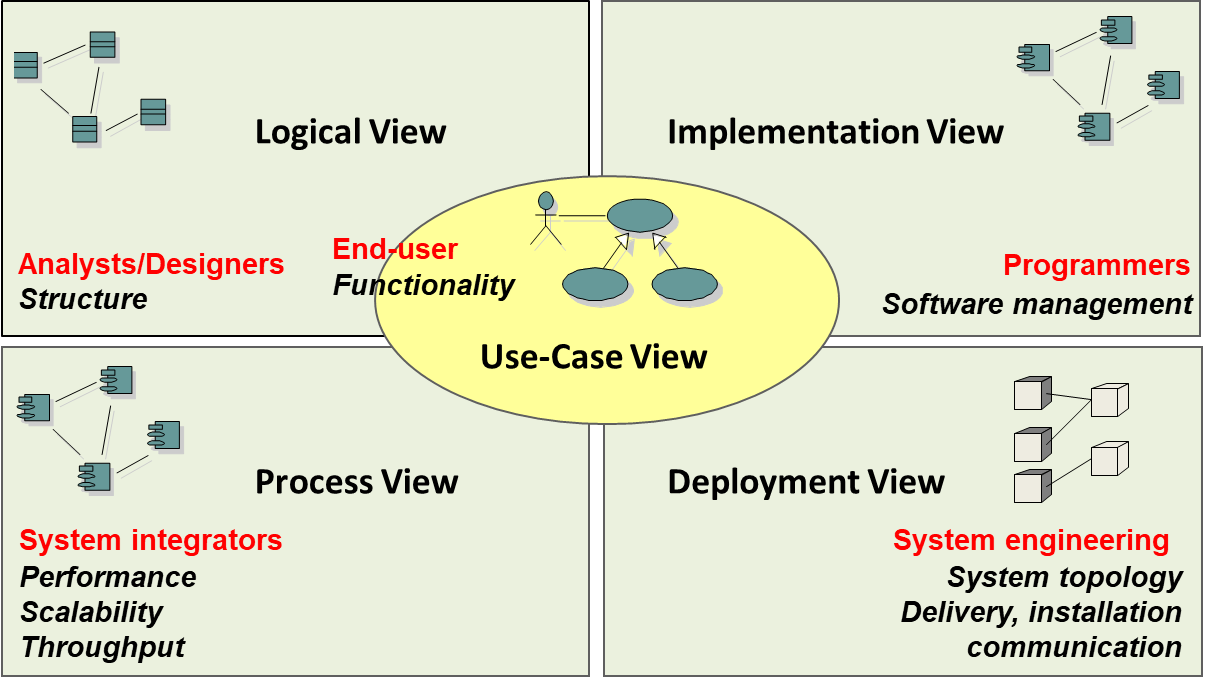 Logical View
Analysts/Designers
Structure
Implementation View
Programmers
Software management
End-user
Functionality
Use-Case View
Process View
System integrators
Performance
Scalability
Throughput
Deployment View
System engineering
System topology
Delivery, installation
communication